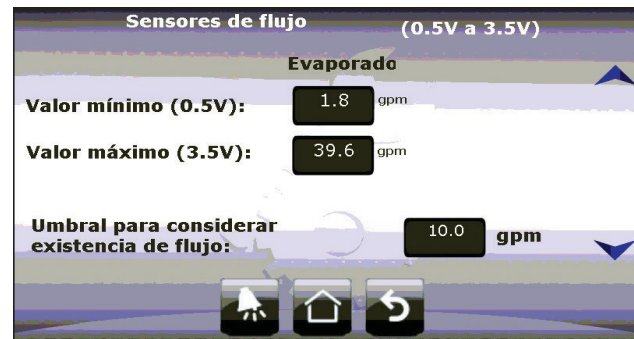 Sensores de flujo (0.5V a 3.5V)
Evaporado
Valor mínimo (0.5V): 1.8 gpm
Valor máximo (3.5V): 39.6 gpm
Umbral para considerar
existencia de flujo: 10.0 gpm